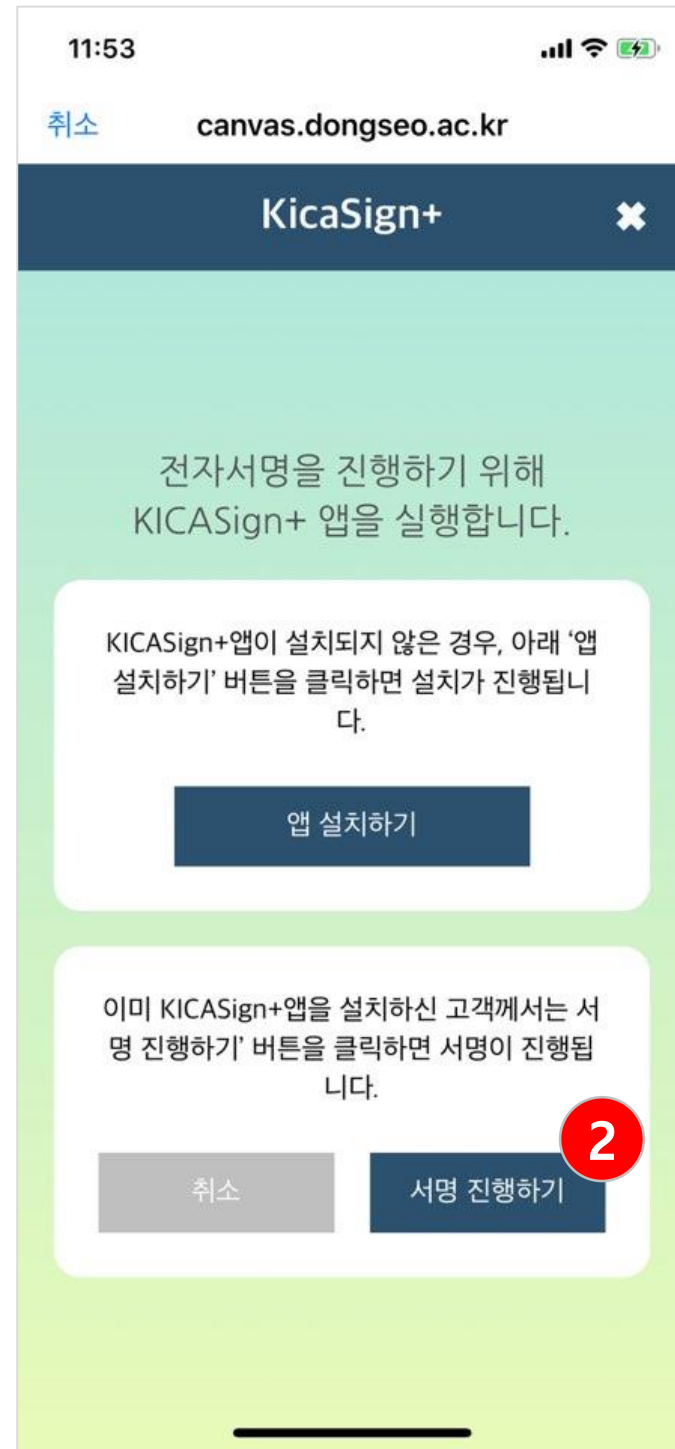 11:53
취소 canvas.dongseo.ac.kr
KicaSign+ ✖
전자서명을 진행하기 위해
KICASign+ 앱을 실행합니다.
KICASign+앱이 설치되지 않은 경우, 아래 ‘앱
설치하기’ 버튼을 클릭하면 설치가 진행됩니
다.
앱 설치하기
이미 KICASign+앱을 설치하신 고객께서는 서
명 진행하기’ 버튼을 클릭하면 서명이 진행됩
니다.
2
취소 서명 진행하기